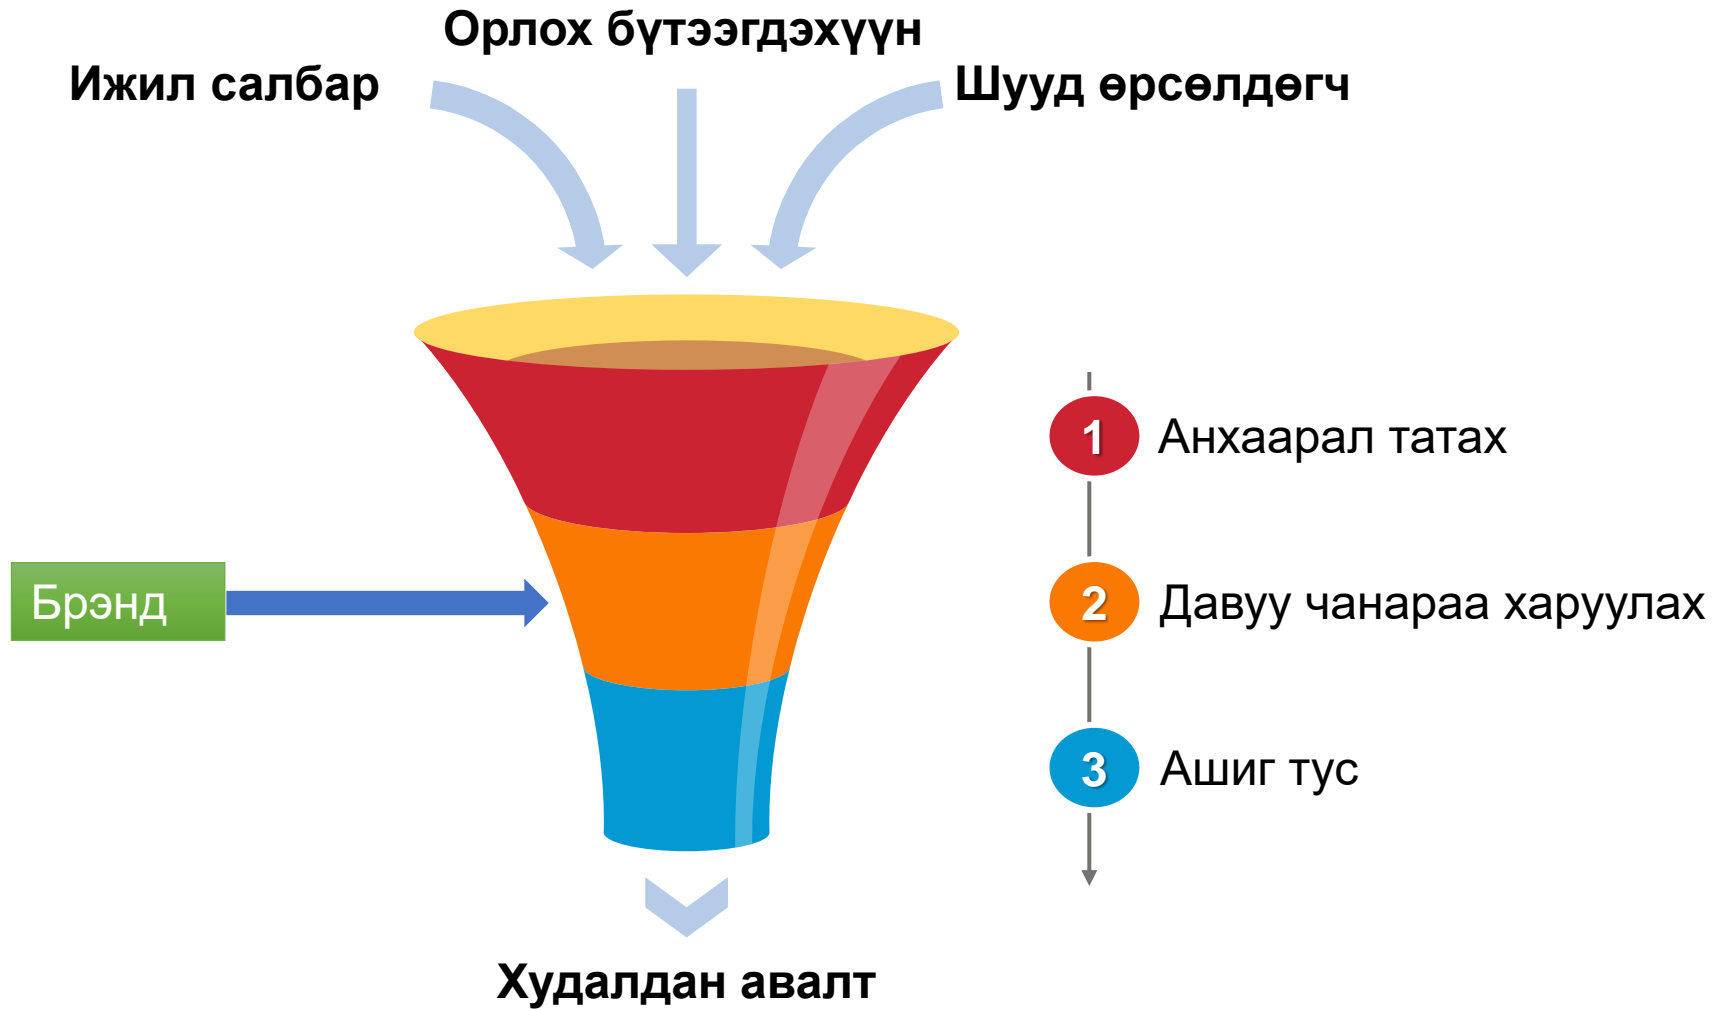 Орлох бүтээгдэхүүн
Ижил салбар
Шууд өрсөлдөгч
1 Анхаарал татах
Брэнд
2 Давуу чанараа харуулах
3 Ашиг тус
Худалдан авалт